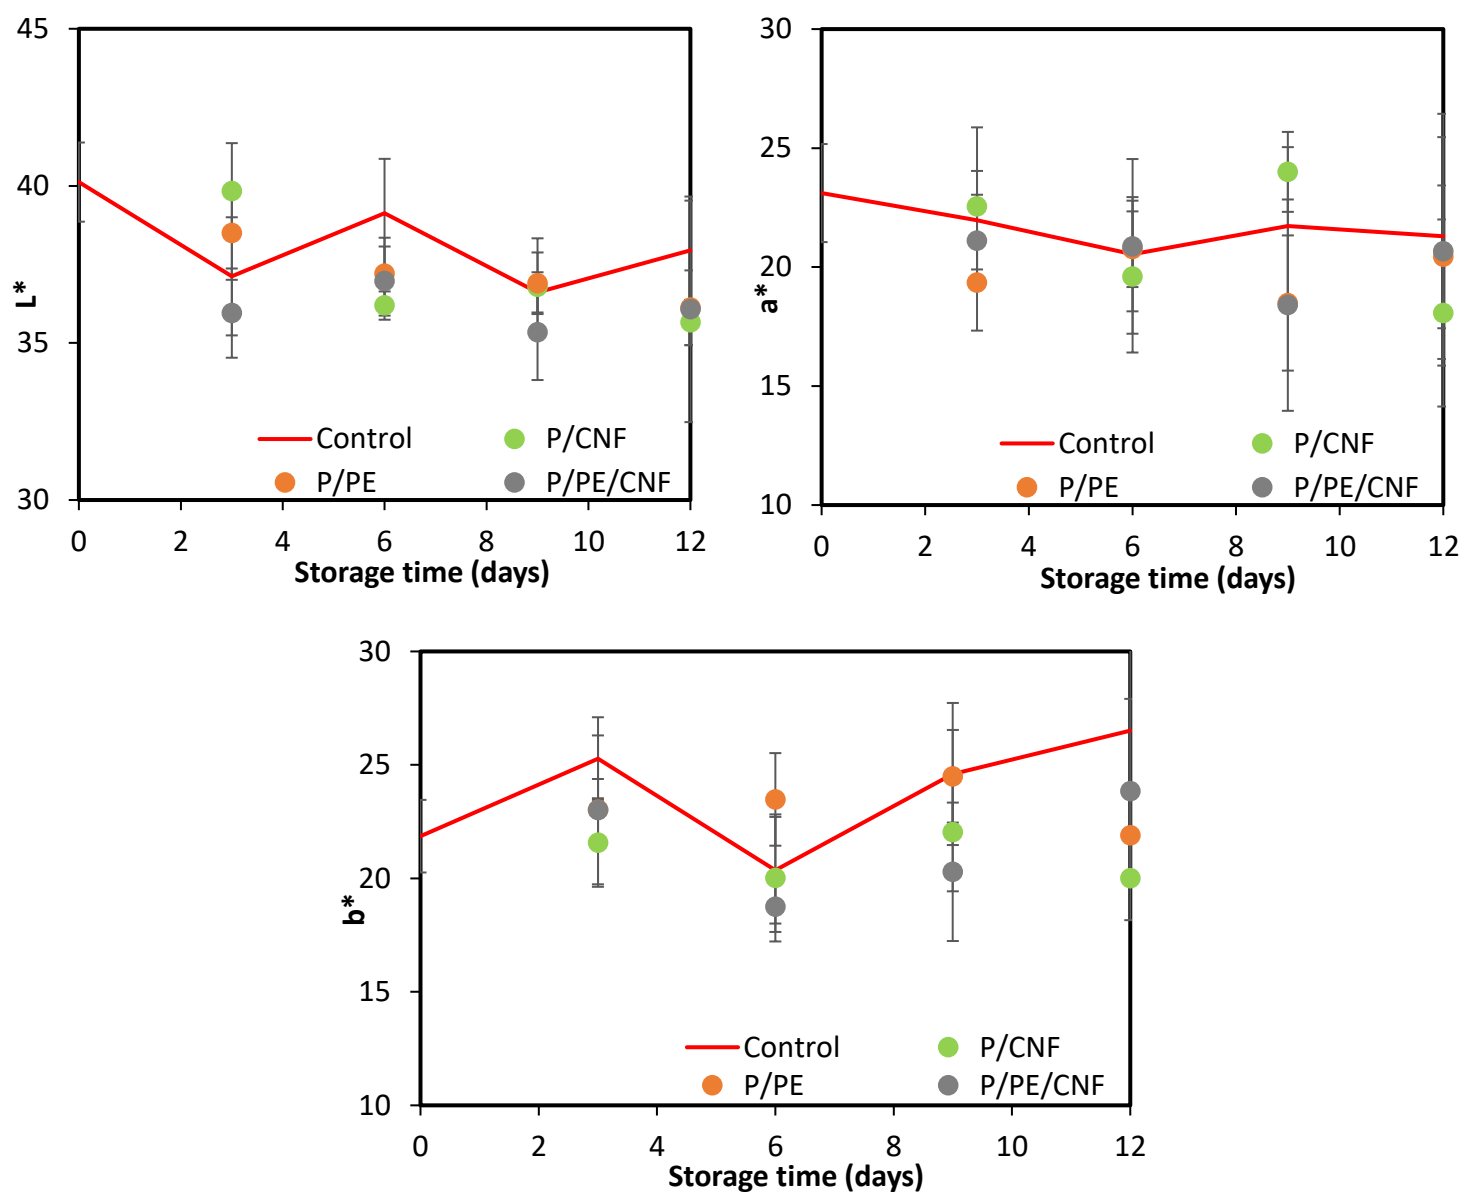 45
40
35
30
L*
Control
P/CNF
P/PE
P/PE/CNF
0 2 4 6 8 10 12
Storage time (days)
30
25
20
15
10
a*
Control
P/CNF
P/PE
P/PE/CNF
0 2 4 6 8 10 12
Storage time (days)
30
25
20
15
10
b*
Control
P/CNF
P/PE
P/PE/CNF
0 2 4 6 8 10 12
Storage time (days)